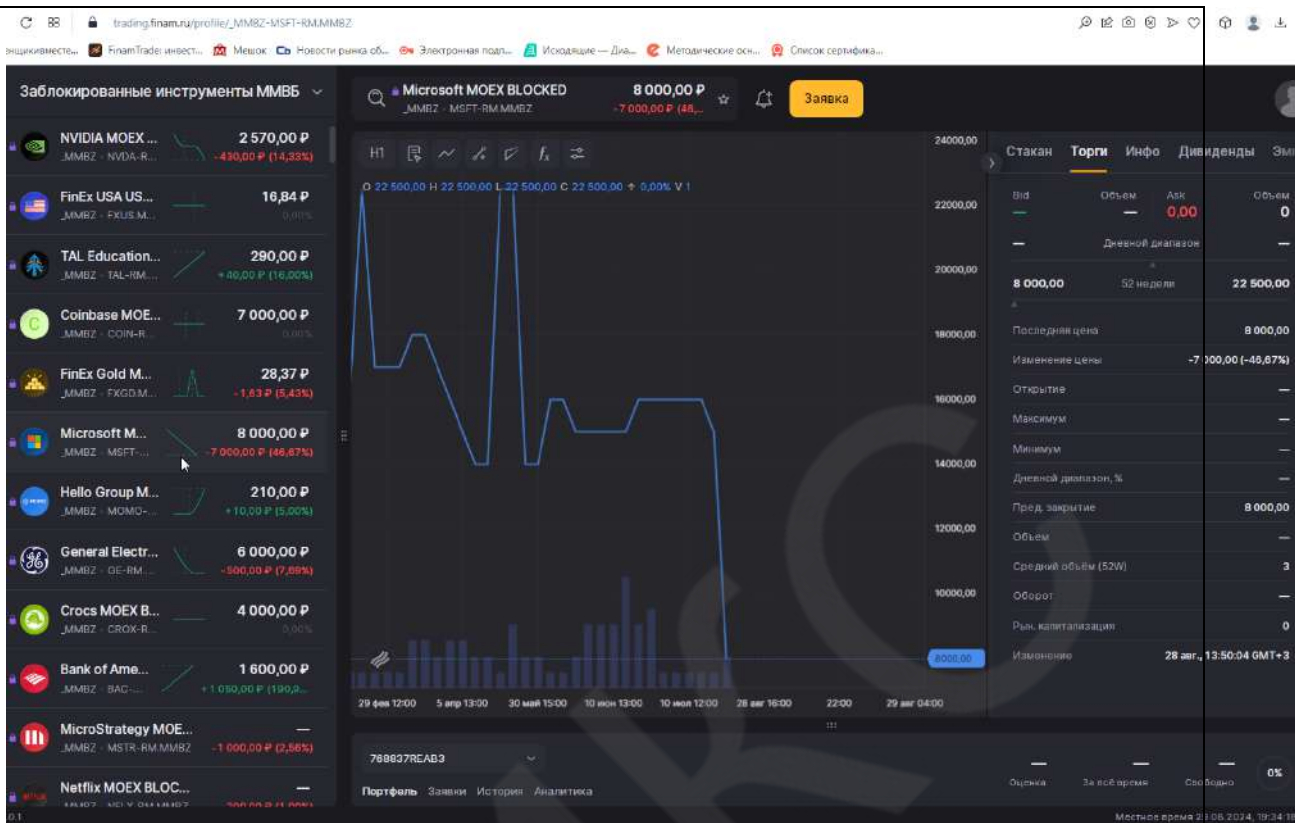 trading.finam.ru/profile/_MMBZ-MSFT-RM.MMBZ
FinamTrade: инвест... Мешок Новости рынка об... Электронная подп... Исходящие — Диа... Методические осн... Список сертифика...
Заблокированные инструменты ММВБ
Microsoft MOEX BLOCKED 8 000,00 ₽
_MMBZ · MSFT-RM.MMBZ -7 000,00 ₽ (46,...
Заявка
NVIDIA MOEX ... 2 570,00 ₽
_MMBZ · NVDA-R... -430,00 ₽ (14,33%)
FinEx USA US... 16,84 ₽
_MMBZ · FXUS.M... 0,00%
TAL Education... 290,00 ₽
_MMBZ · TAL-RM.... +40,00 ₽ (16,00%)
Coinbase MOE... 7 000,00 ₽
_MMBZ · COIN-R... 0,00%
FinEx Gold M... 28,37 ₽
_MMBZ · FXGD.M... -1,63 ₽ (5,43%)
Microsoft M... 8 000,00 ₽
_MMBZ · MSFT-... -7 000,00 ₽ (46,67%)
Hello Group M... 210,00 ₽
_MMBZ · MOMO-... +10,00 ₽ (5,00%)
General Electr... 6 000,00 ₽
_MMBZ · GE-RM.... -500,00 ₽ (7,69%)
Crocs MOEX B... 4 000,00 ₽
_MMBZ · CROX-R... 0,00%
Bank of Ame... 1 600,00 ₽
_MMBZ · BAC-...
MicroStrategy MOE... —
_MMBZ · MSTR-RM.MMBZ -1 000,00 ₽ (2,56%)
Netflix MOEX BLOC... —
H1
O 22 500,00 H 22 500,00 L 22 500,00 C 22 500,00 0,00% V 1
24000,00
22000,00
20000,00
18000,00
16000,00
14000,00
12000,00
10000,00
8000,00
29 фев 12:00 5 апр 13:00 30 май 15:00 10 июн 13:00 10 июл 12:00 28 авг 16:00 22:00 29 авг 04:00
Стакан Торги Инфо Дивиденды
Bid Объем Ask Объем
— — 0,00 0
— Дневной диапазон —
8 000,00 52 недели 22 500,00
Последняя цена 8 000,00
Изменение цены -7 000,00 (-46,67%)
Открытие —
Максимум —
Минимум —
Дневной диапазон, % —
Пред. закрытие 8 000,00
Объем —
Средний объём (52W) 3
Оборот —
Рын. капитализация 0
Изменение 28 авг., 13:50:04 GMT+3
768837REAB3
Портфель Заявки История Аналитика
— — —
Оценка За всё время Свободно 0%